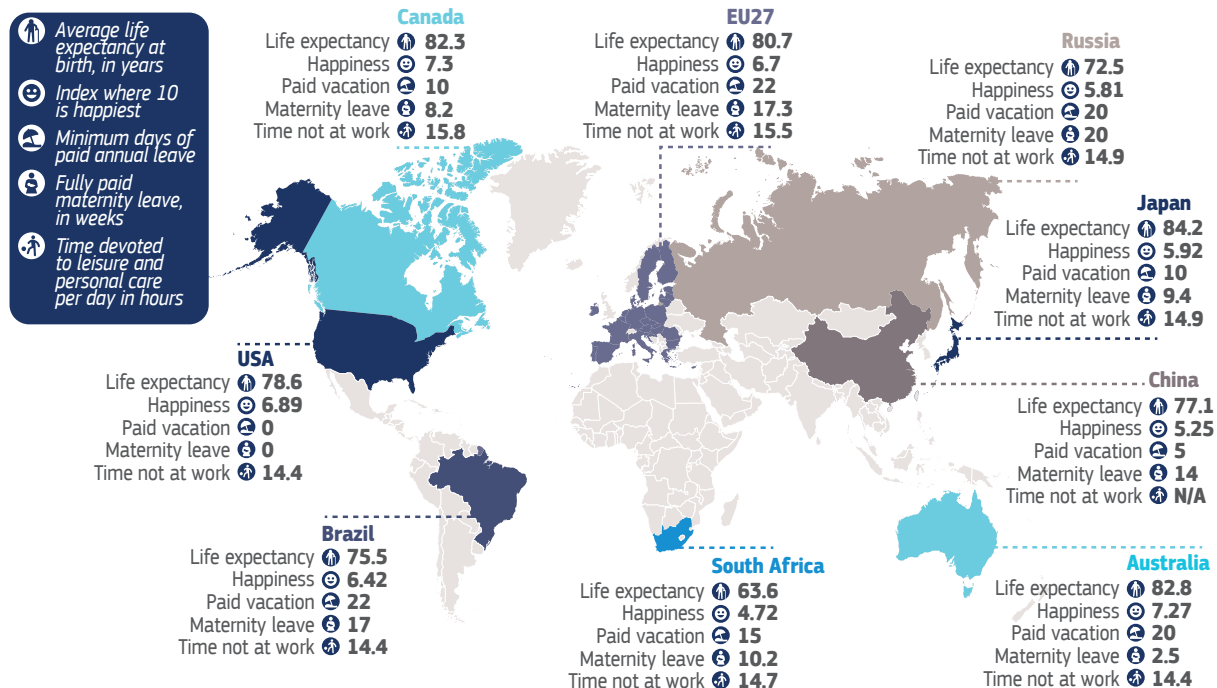 Average life
expectancy at
birth, in years
Index where 10
is happiest
Minimum days of
paid annual leave
Fully paid
maternity leave,
in weeks
Time devoted
to leisure and
personal care
per day in hours
Canada
Life expectancy 82.3
Happiness 7.3
Paid vacation 10
Maternity leave 8.2
Time not at work 15.8
EU27
Life expectancy 80.7
Happiness 6.7
Paid vacation 22
Maternity leave 17.3
Time not at work 15.5
Russia
Life expectancy 72.5
Happiness 5.81
Paid vacation 20
Maternity leave 20
Time not at work 14.9
Japan
Life expectancy 84.2
Happiness 5.92
Paid vacation 10
Maternity leave 9.4
Time not at work 14.9
USA
Life expectancy 78.6
Happiness 6.89
Paid vacation 0
Maternity leave 0
Time not at work 14.4
China
Life expectancy 77.1
Happiness 5.25
Paid vacation 5
Maternity leave 14
Time not at work N/A
Brazil
Life expectancy 75.5
Happiness 6.42
Paid vacation 22
Maternity leave 17
Time not at work 14.4
South Africa
Life expectancy 63.6
Happiness 4.72
Paid vacation 15
Maternity leave 10.2
Time not at work 14.7
Australia
Life expectancy 82.8
Happiness 7.27
Paid vacation 20
Maternity leave 2.5
Time not at work 14.4